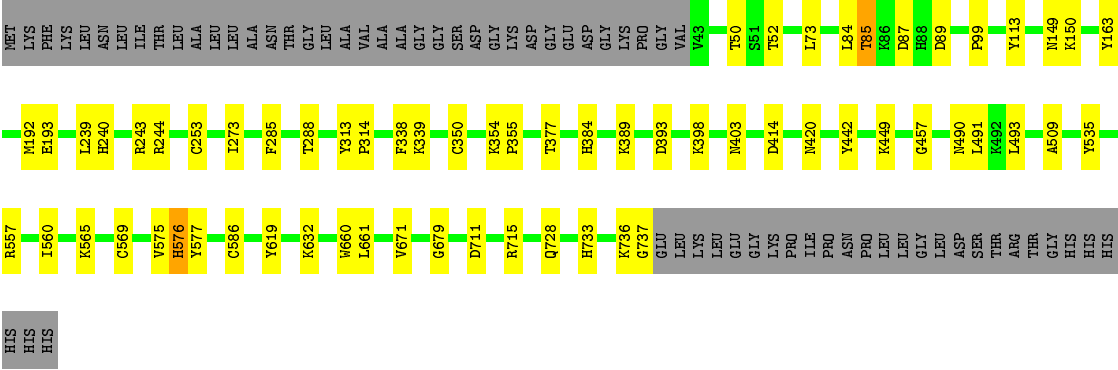 MET LYS PHE LYS LEU ASN LEU ILE THR LEU ALA LEU LEU ALA ASN THR GLY LEU ALA VAL ALA ALA GLY GLY SER ASP GLY LYS ASP GLY GLU ASP GLY LYS PRO GLY VAL V43 T50 S51 T52 L73 L84 T85 K86 D87 H88 D89 P99 Y113 N149 K150 Y163
M192 E193 L239 H240 R243 R244 C253 I273 F285 T288 Y313 P314 F338 K339 C350 K354 P355 T377 H384 K389 D393 K398 N403 D414 N420 Y442 K449 G457 N490 L491 K492 L493 A509 Y535
R557 I560 K565 C569 V575 H576 Y577 C586 Y619 K632 W660 L661 V671 G679 D711 R715 Q728 H733 K736 G737 GLU LEU LYS LEU GLU GLY LYS PRO ILE PRO ASN PRO LEU LEU GLY LEU ASP SER THR ARG THR GLY HIS HIS HIS
HIS HIS HIS